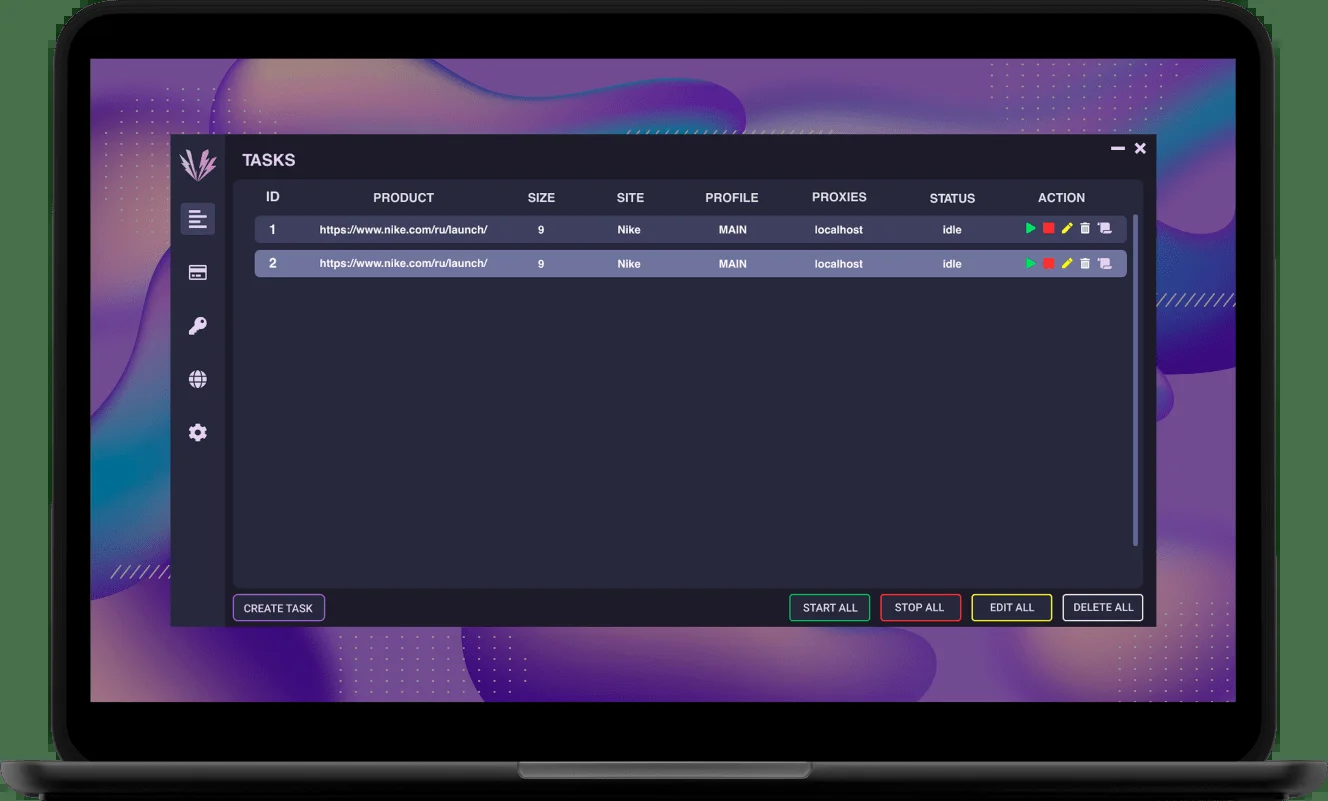 TASKS
ID PRODUCT SIZE SITE PROFILE PROXIES STATUS ACTION
1 https://www.nike.com/ru/launch/ 9 Nike MAIN localhost idle
2 https://www.nike.com/ru/launch/ 9 Nike MAIN localhost idle
CREATE TASK START ALL STOP ALL EDIT ALL DELETE ALL